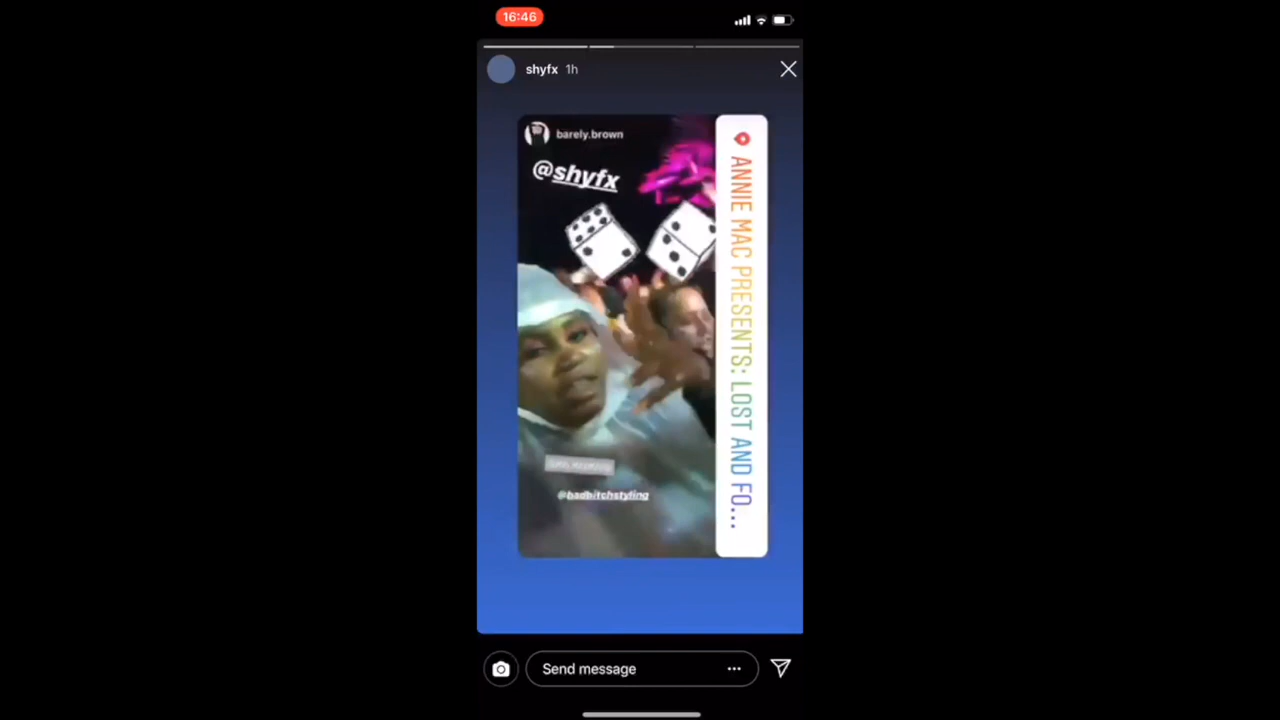 16:46
shyfx 1h
barely.brown
@shyfx
ANNIE MAC PRESENTS: LOST AND FO...
@badbitchstyling
Send message